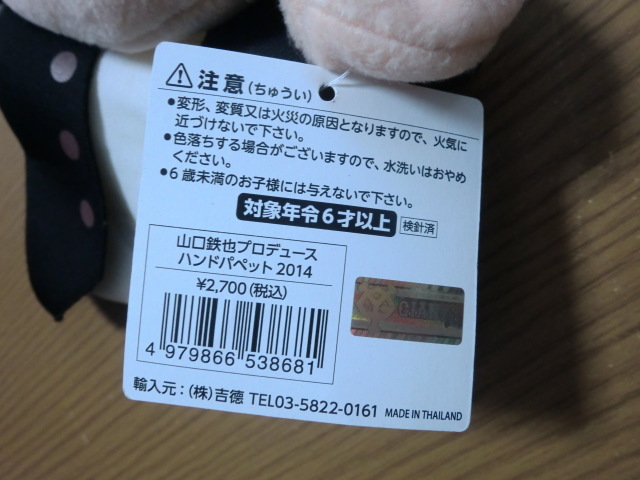 注意（ちゅうい）
●変形、変質又は火災の原因となりますので、火気に
近づけないで下さい。
●色落ちする場合がございますので、水洗いはおやめ
ください。
●6歳未満のお子様には与えないで下さい。
対象年令6才以上 検針済
山口鉄也プロデュース
ハンドパペット 2014
¥2,700（税込）
4 979866 538681
輸入元：（株）吉德 TEL03-5822-0161 MADE IN THAILAND